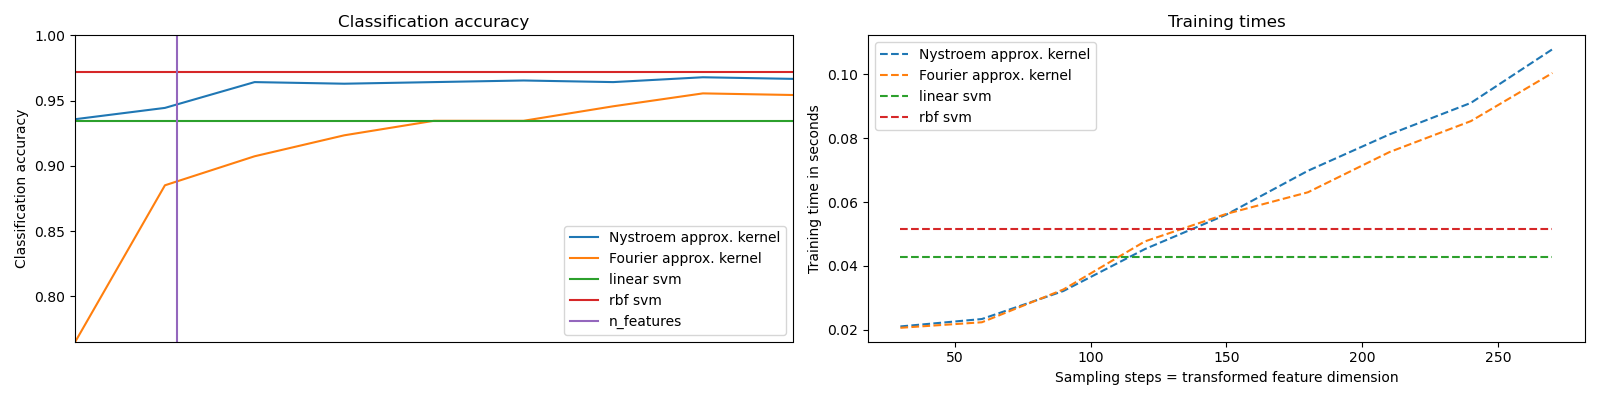 Classification accuracy
Classification accuracy
1.00
0.95
0.90
0.85
0.80
Nystroem approx. kernel
Fourier approx. kernel
linear svm
rbf svm
n_features
Training times
Training time in seconds
0.10
0.08
0.06
0.04
0.02
Nystroem approx. kernel
Fourier approx. kernel
linear svm
rbf svm
50
100
150
200
250
Sampling steps = transformed feature dimension